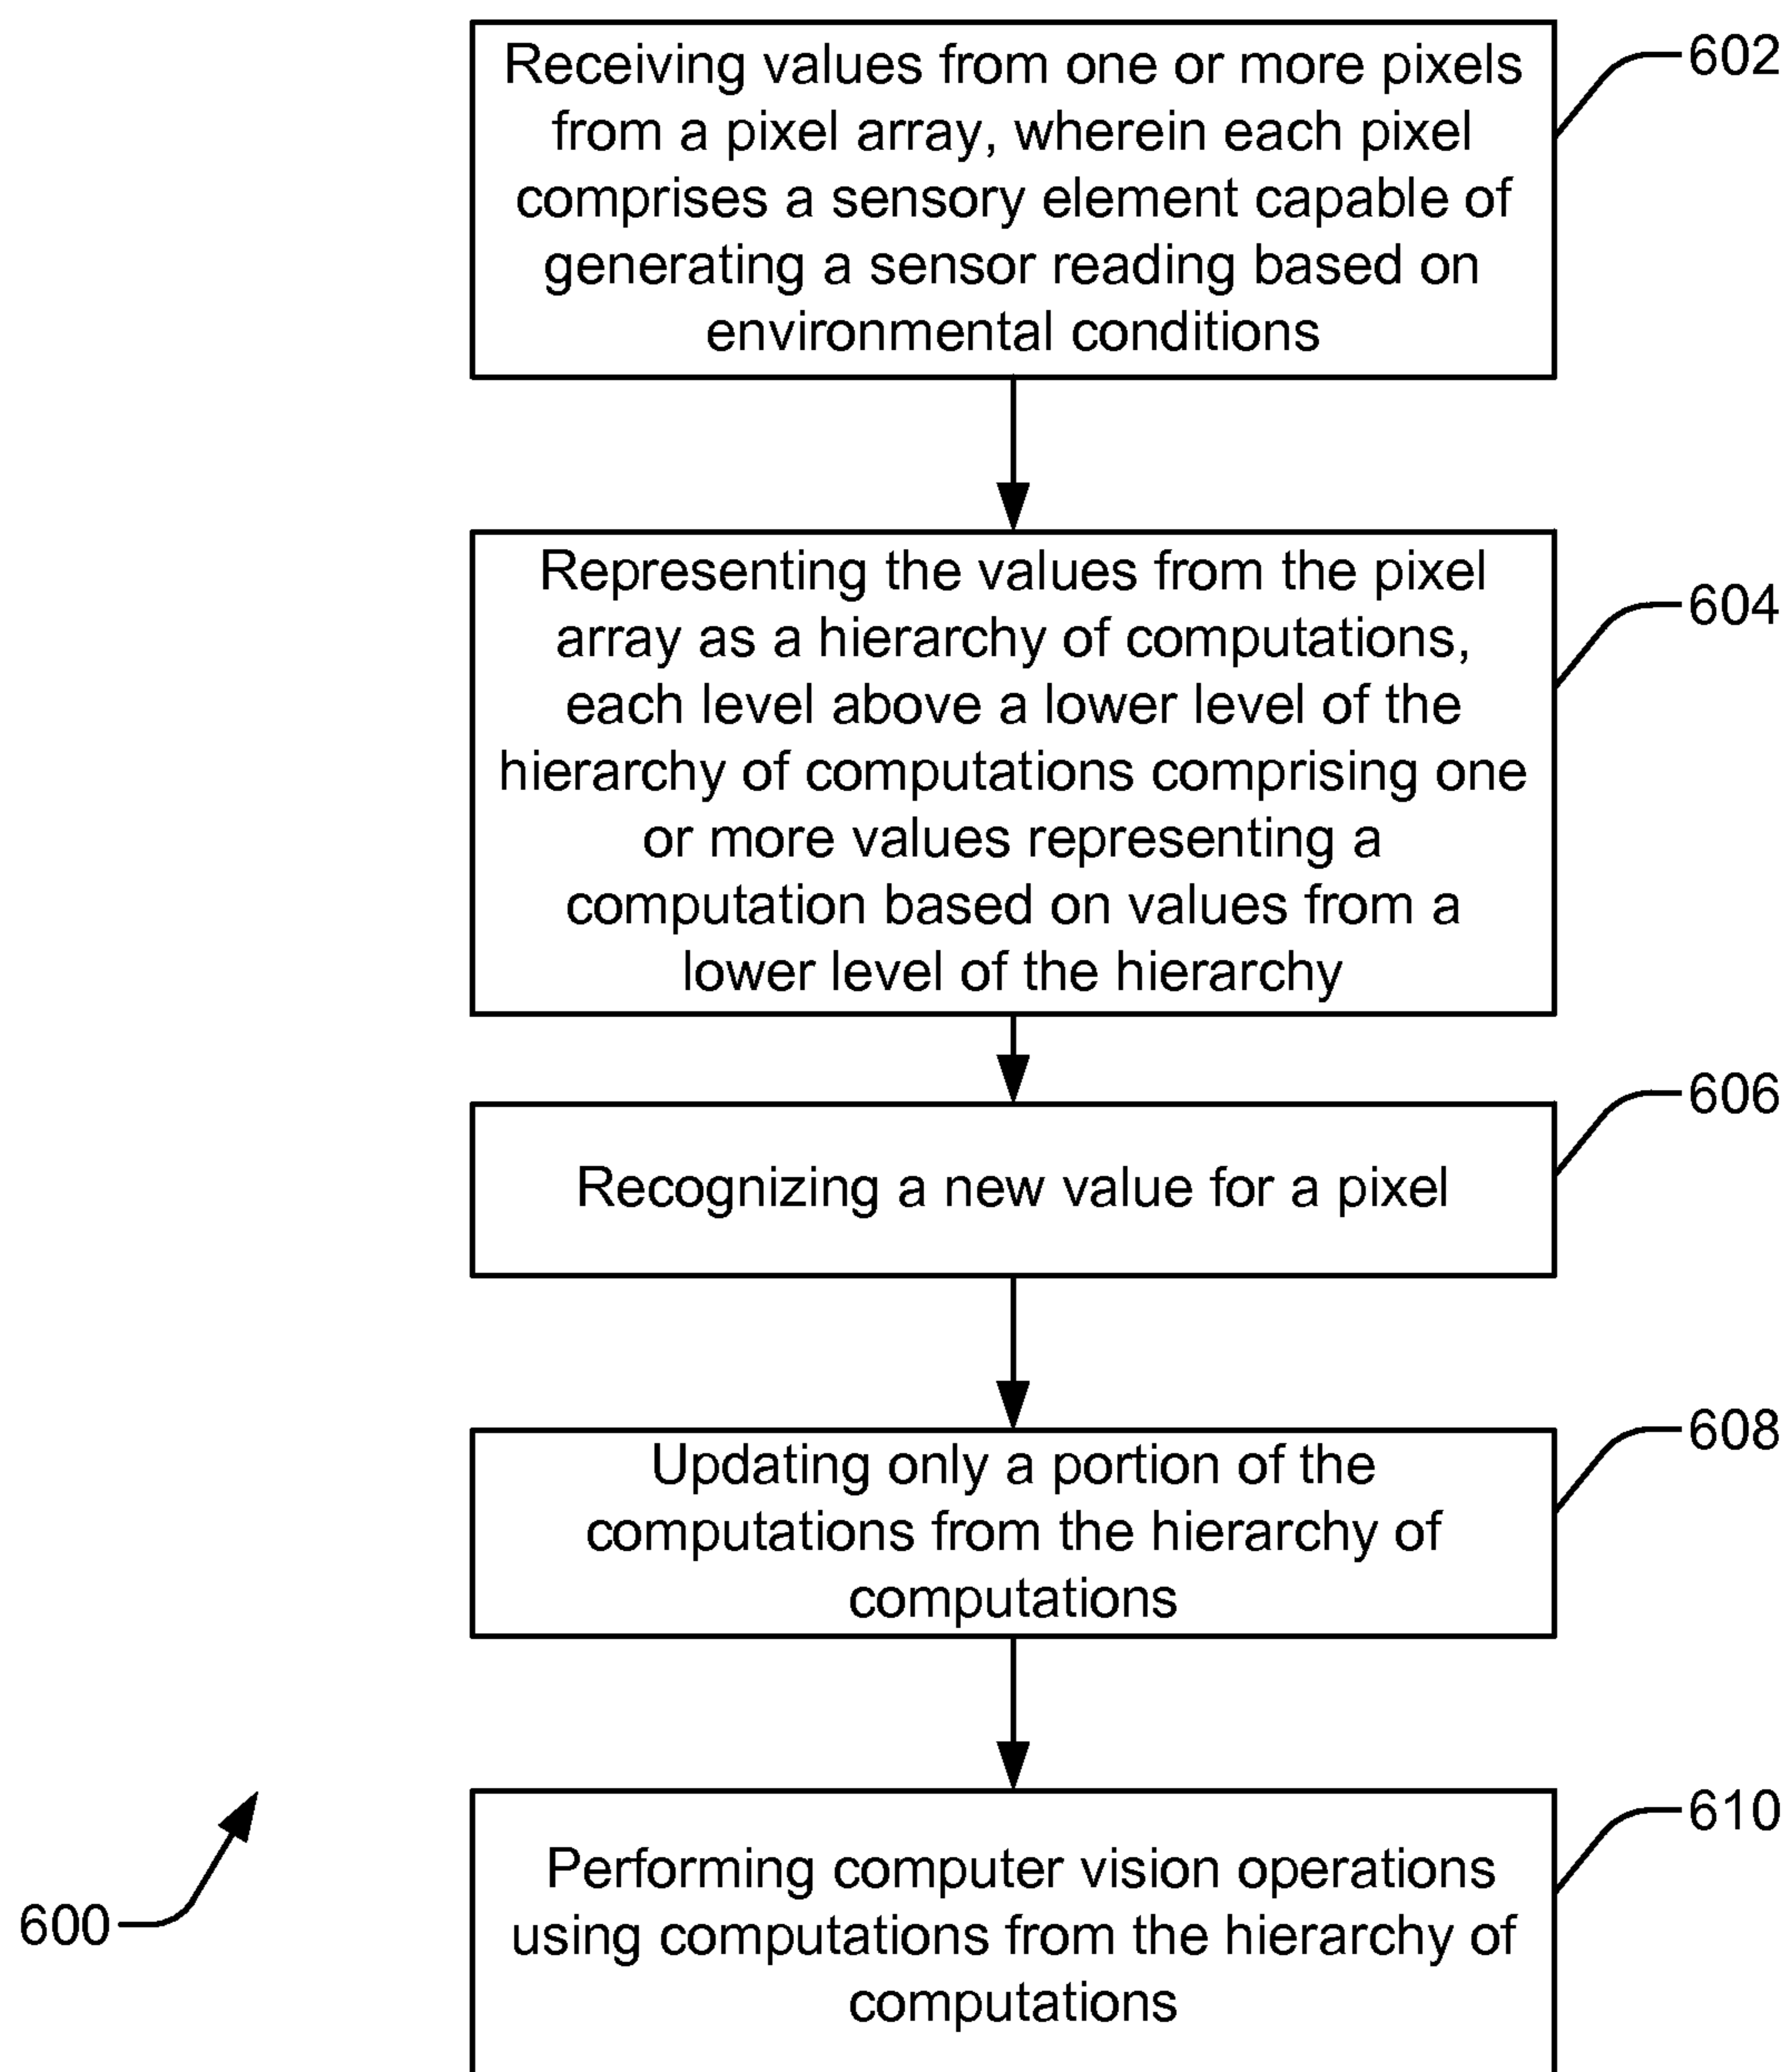 Receiving values from one or more pixels
from a pixel array, wherein each pixel
comprises a sensory element capable of
generating a sensor reading based on
environmental conditions
602
Representing the values from the pixel
array as a hierarchy of computations,
each level above a lower level of the
hierarchy of computations comprising one
or more values representing a
computation based on values from a
lower level of the hierarchy
604
Recognizing a new value for a pixel
606
Updating only a portion of the
computations from the hierarchy of
computations
608
Performing computer vision operations
using computations from the hierarchy of
computations
610
600